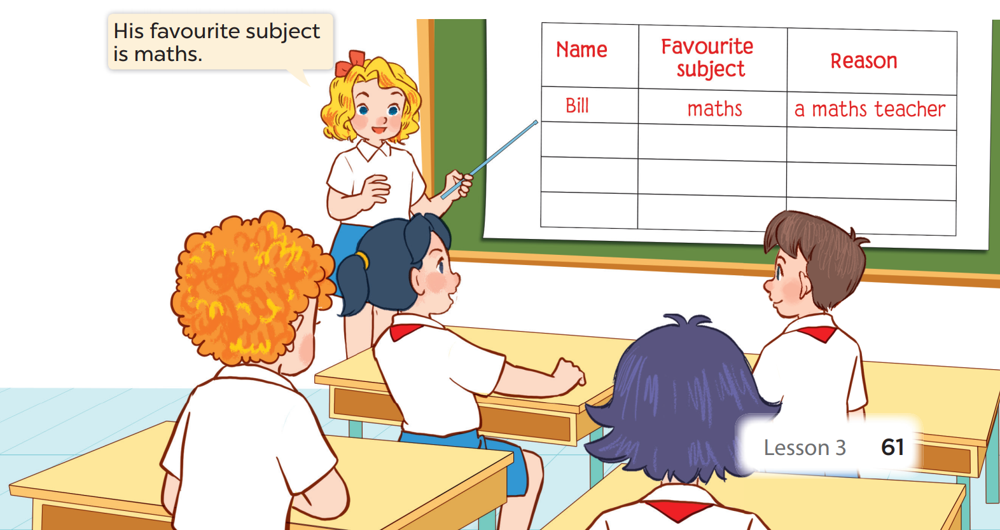 His favourite subject
is maths.
Name
Favourite
subject
Reason
Bill
maths
a maths teacher
Lesson 3
61